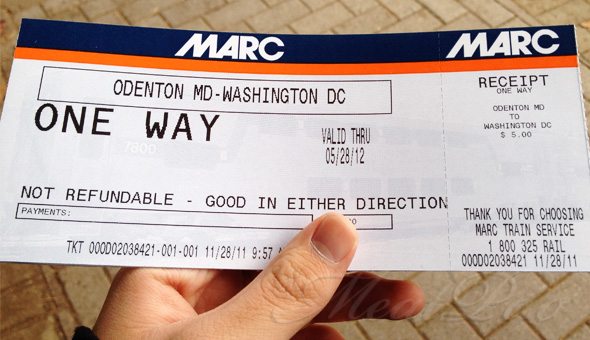 MARC
ODENTON MD-WASHINGTON DC
ONE WAY
7800
VALID THRU
05/28/12
NOT REFUNDABLE - GOOD IN EITHER DIRECTION
PAYMENTS:
TKT 000D02038421-001-001 11/28/11 9:57
MARC
RECEIPT
ONE WAY
ODENTON MD
TO
WASHINGTON DC
$ 5.00
THANK YOU FOR CHOOSING
MARC TRAIN SERVICE
1 800 325 RAIL
000D02038421 11/28/11